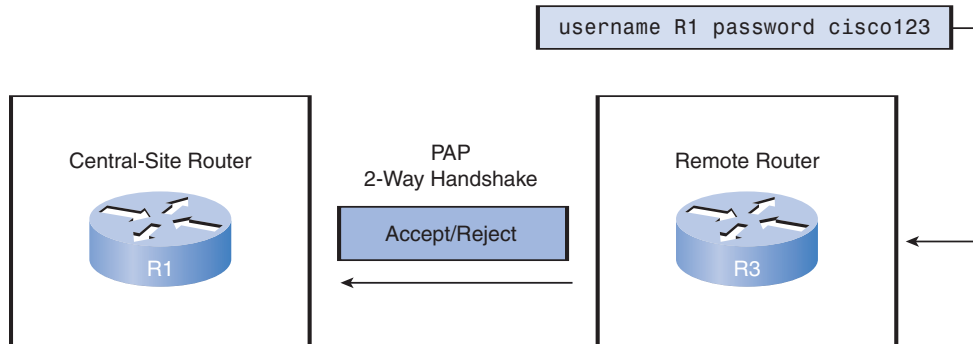 username R1 password cisco123
Central-Site Router
PAP
2-Way Handshake
Remote Router
Accept/Reject
R1
R3